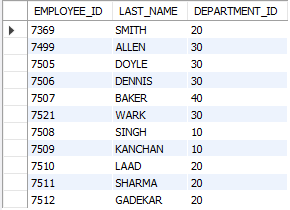 EMPLOYEE_ID LAST_NAME DEPARTMENT_ID
7369 SMITH 20
7499 ALLEN 30
7505 DOYLE 30
7506 DENNIS 30
7507 BAKER 40
7521 WARK 30
7508 SINGH 10
7509 KANCHAN 10
7510 LAAD 20
7511 SHARMA 20
7512 GADEKAR 20